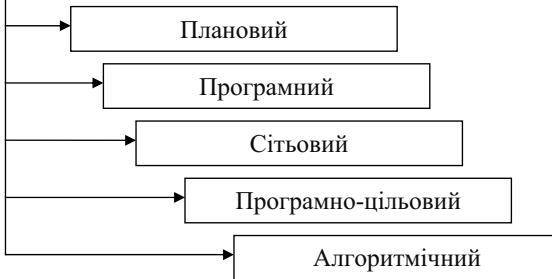 Плановий
Програмний
Сітьовий
Програмно-цільовий
Алгоритмічний